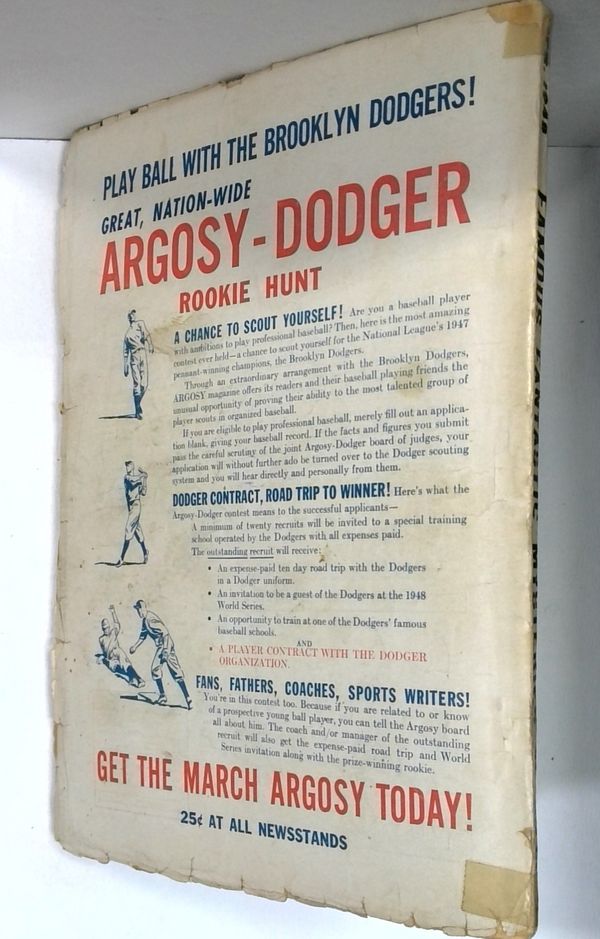 PLAY BALL WITH THE BROOKLYN DODGERS!
GREAT, NATION-WIDE
ARGOSY-DODGER
ROOKIE HUNT
A CHANCE TO SCOUT YOURSELF! Are you a baseball player
with ambitions to play professional baseball? Then, here is the most amazing
contest ever held—a chance to scout yourself for the National League's 1947
pennant-winning champions, the Brooklyn Dodgers.
Through an extraordinary arrangement with the Brooklyn Dodgers,
ARGOSY magazine offers its readers and their baseball playing friends the
unusual opportunity of proving their ability to the most talented group of
player scouts in organized baseball.
If you are eligible to play professional baseball, merely fill out an applica-
tion blank, giving your baseball record. If the facts and figures you submit
pass the careful scrutiny of the joint Argosy-Dodger board of judges, your
application will without further ado be turned over to the Dodger scouting
system and you will hear directly and personally from them.
DODGER CONTRACT, ROAD TRIP TO WINNER! Here's what the
Argosy-Dodger contest means to the successful applicants—
A minimum of twenty recruits will be invited to a special training
school operated by the Dodgers with all expenses paid.
The outstanding recruit will receive:
• An expense-paid ten day road trip with the Dodgers
in a Dodger uniform.
• An invitation to be a guest of the Dodgers at the 1948
World Series.
• An opportunity to train at one of the Dodgers' famous
baseball schools.
AND
• A PLAYER CONTRACT WITH THE DODGER
ORGANIZATION.
FANS, FATHERS, COACHES, SPORTS WRITERS!
You're in this contest too. Because if you are related to or know
of a prospective young ball player, you can tell the Argosy board
all about him. The coach and/or manager of the outstanding
recruit will also get the expense-paid road trip and World
Series invitation along with the prize-winning rookie.
GET THE MARCH ARGOSY TODAY!
25¢ AT ALL NEWSSTANDS
FAMOUS FANTASTIC